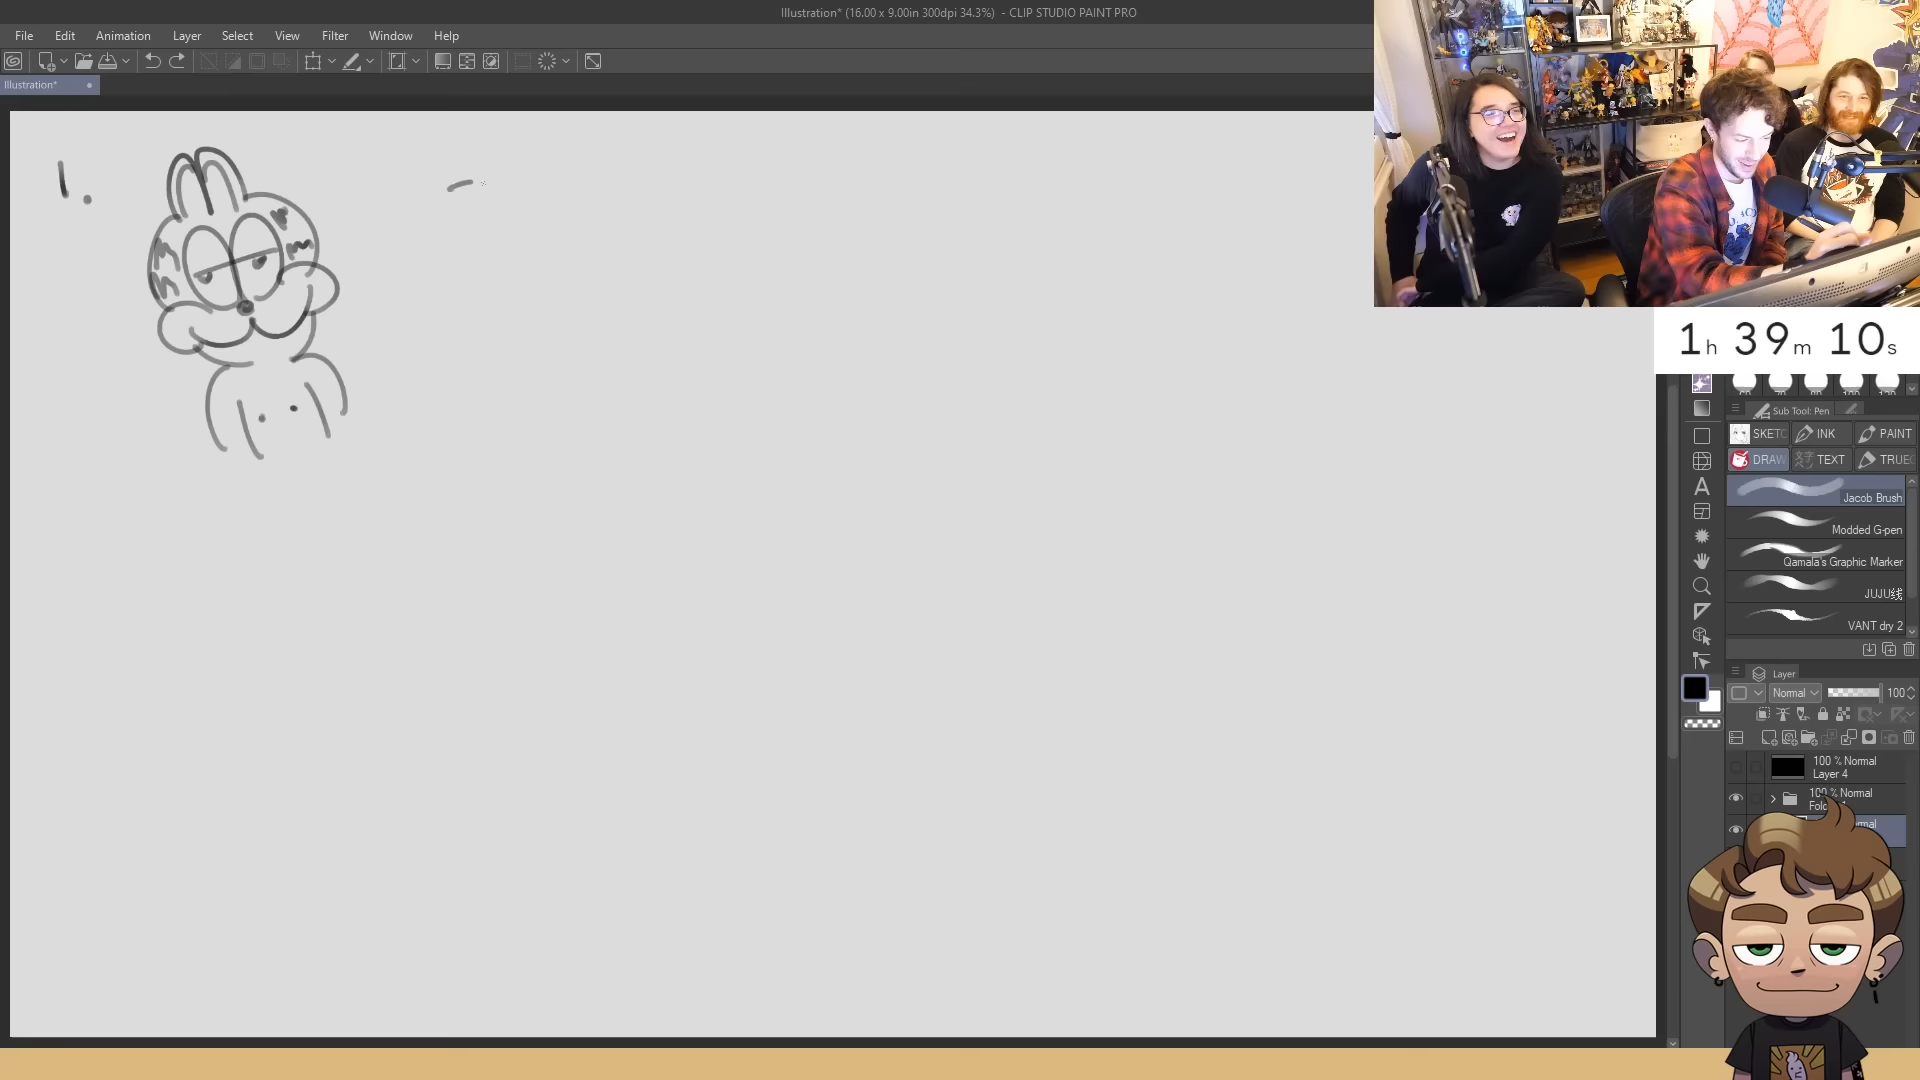 Illustration* (16.00 x 9.00in 300dpi 34.3%) - CLIP STUDIO PAINT PRO
File Edit Animation Layer Select View Filter Window Help
Illustration*
1.
1h 39m 10s
Sub Tool: Pen
SKETC INK PAINT
DRAW TEXT TRUE
Jacob Brush
Modded G-pen
Qamala's Graphic Marker
JUJU线
VANT dry 2
Layer
Normal 100
100 % Normal
Layer 4
100 % Normal